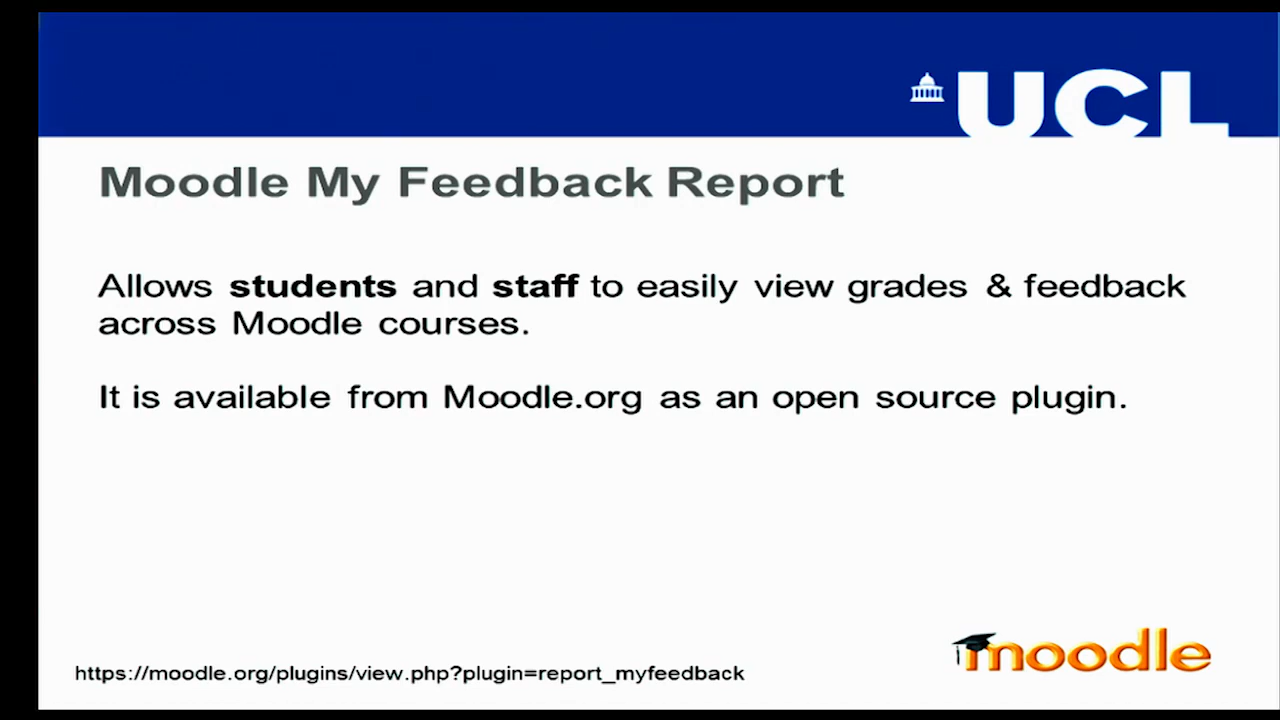 UCL
Moodle My Feedback Report
Allows students and staff to easily view grades & feedback
across Moodle courses.
It is available from Moodle.org as an open source plugin.
moodle
https://moodle.org/plugins/view.php?plugin=report_myfeedback